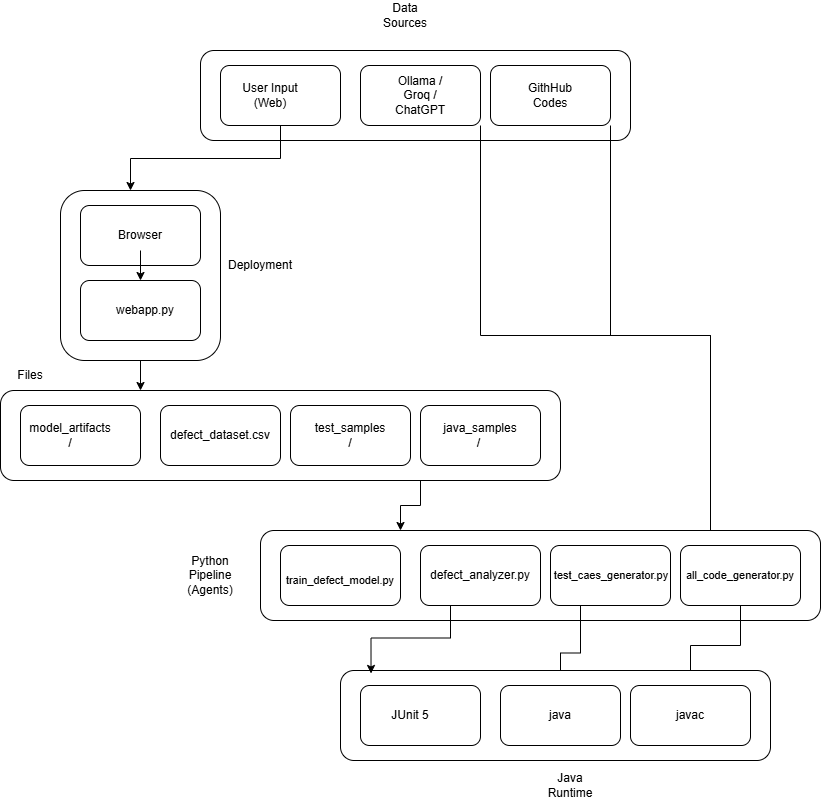 Data
Sources
User Input
(Web)
Ollama /
Groq /
ChatGPT
GithHub
Codes
Browser
Deployment
webapp.py
Files
model_artifacts
/
defect_dataset.csv
test_samples
/
java_samples
/
Python
Pipeline
(Agents)
train_defect_model.py
defect_analyzer.py
test_caes_generator.py
all_code_generator.py
JUnit 5
java
javac
Java
Runtime